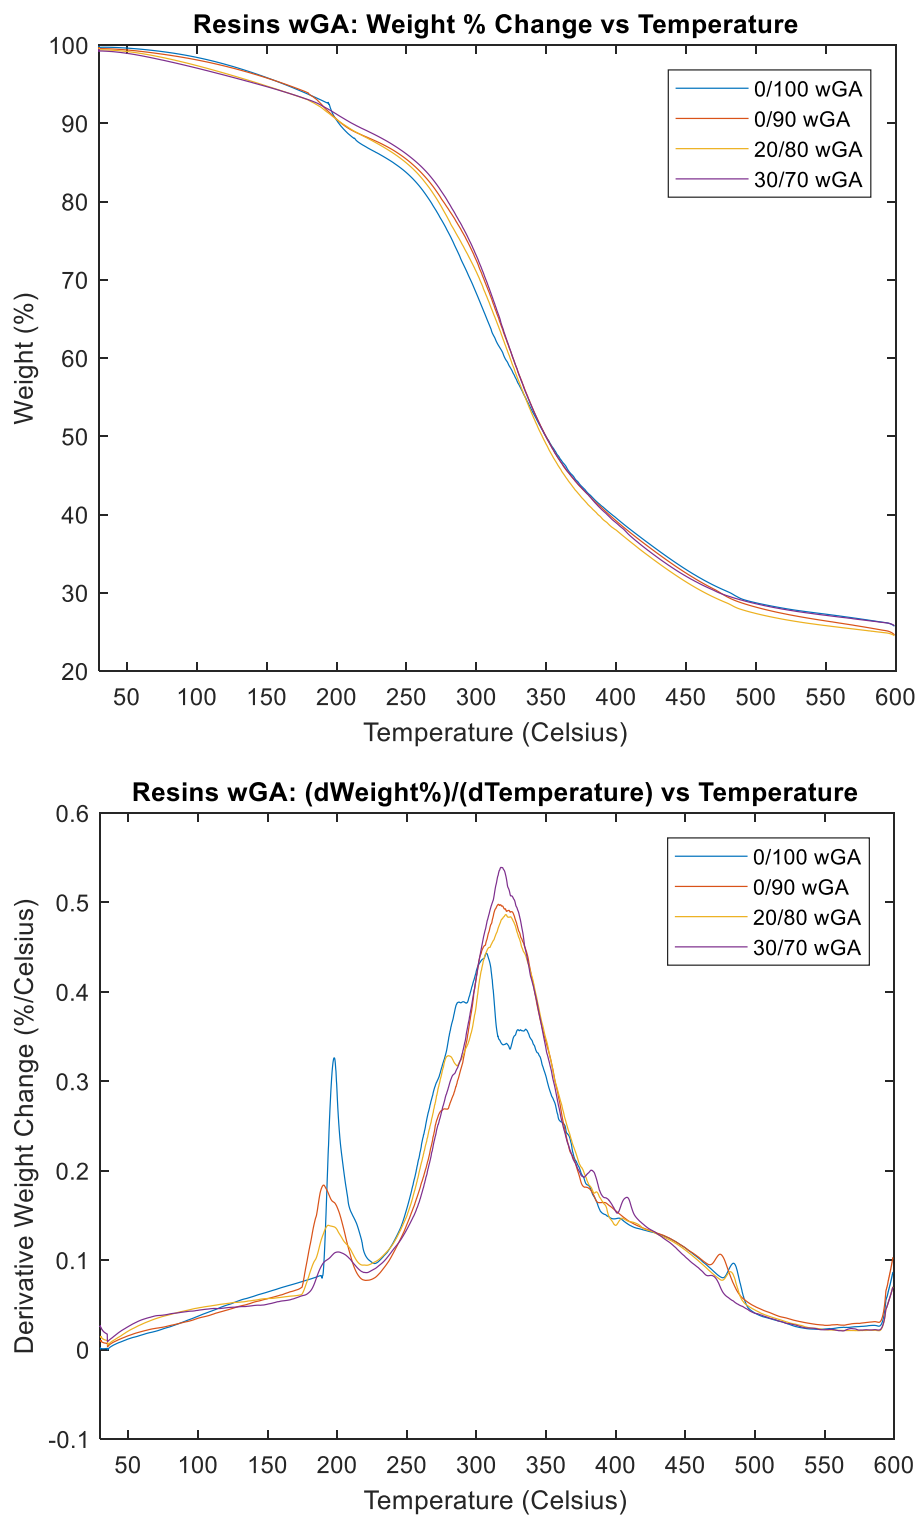 Resins wGA: Weight % Change vs Temperature
100
90
80
70
60
50
40
30
20
Weight (%)
0/100 wGA
0/90 wGA
20/80 wGA
30/70 wGA
50 100 150 200 250 300 350 400 450 500 550 600
Temperature (Celsius)
Resins wGA: (dWeight%)/(dTemperature) vs Temperature
0.6
0.5
0.4
0.3
0.2
0.1
0
-0.1
Derivative Weight Change (%/Celsius)
0/100 wGA
0/90 wGA
20/80 wGA
30/70 wGA
50 100 150 200 250 300 350 400 450 500 550 600
Temperature (Celsius)